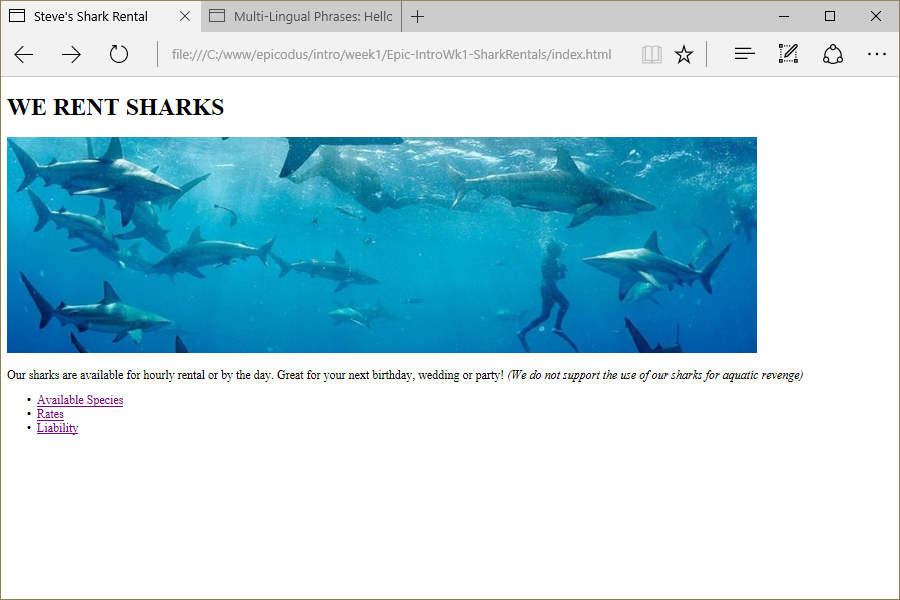 Steve's Shark Rental
Multi-Lingual Phrases: Hellc
file:///C:/www/epicodus/intro/week1/Epic-IntroWk1-SharkRentals/index.html
WE RENT SHARKS
Our sharks are available for hourly rental or by the day. Great for your next birthday, wedding or party! (We do not support the use of our sharks for aquatic revenge)
• Available Species
• Rates
• Liability